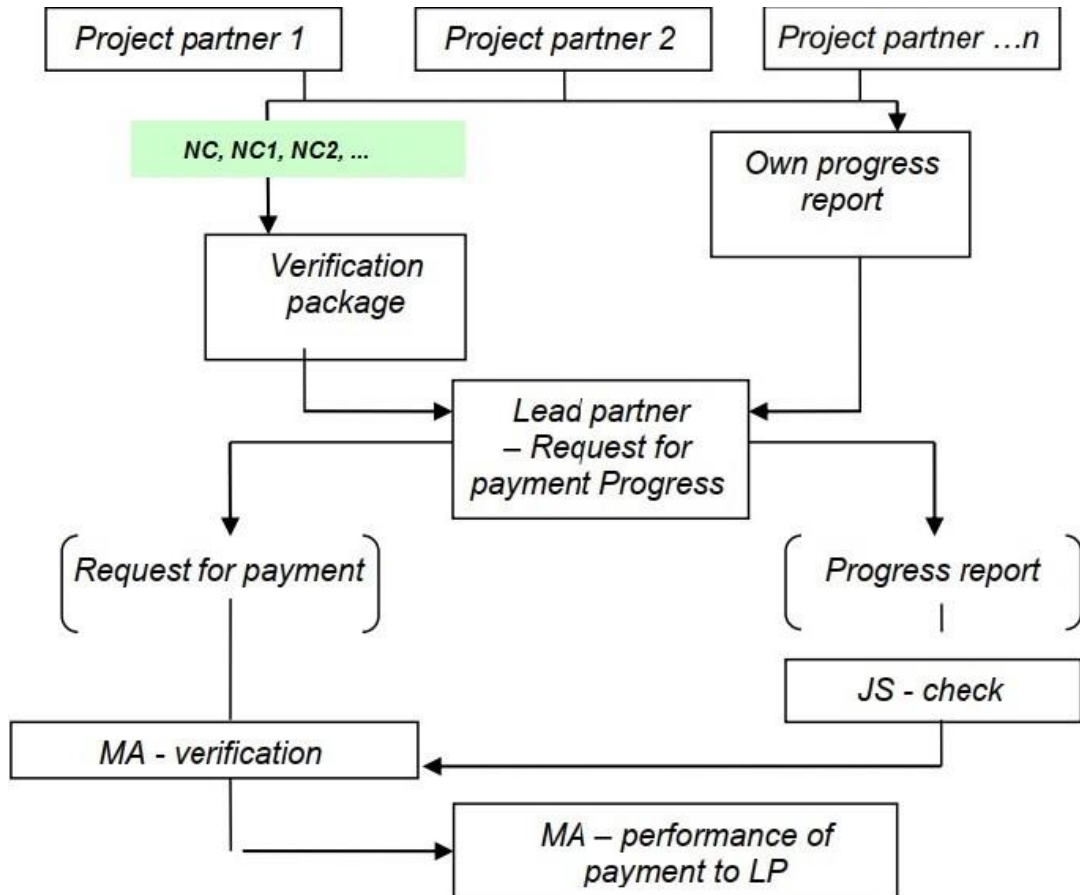 Project partner 1
Project partner 2
Project partner …n
NC, NC1, NC2, ...
Own progress
report
Verification
package
Lead partner
– Request for
payment Progress
Request for payment
Progress report
JS - check
MA - verification
MA – performance of
payment to LP